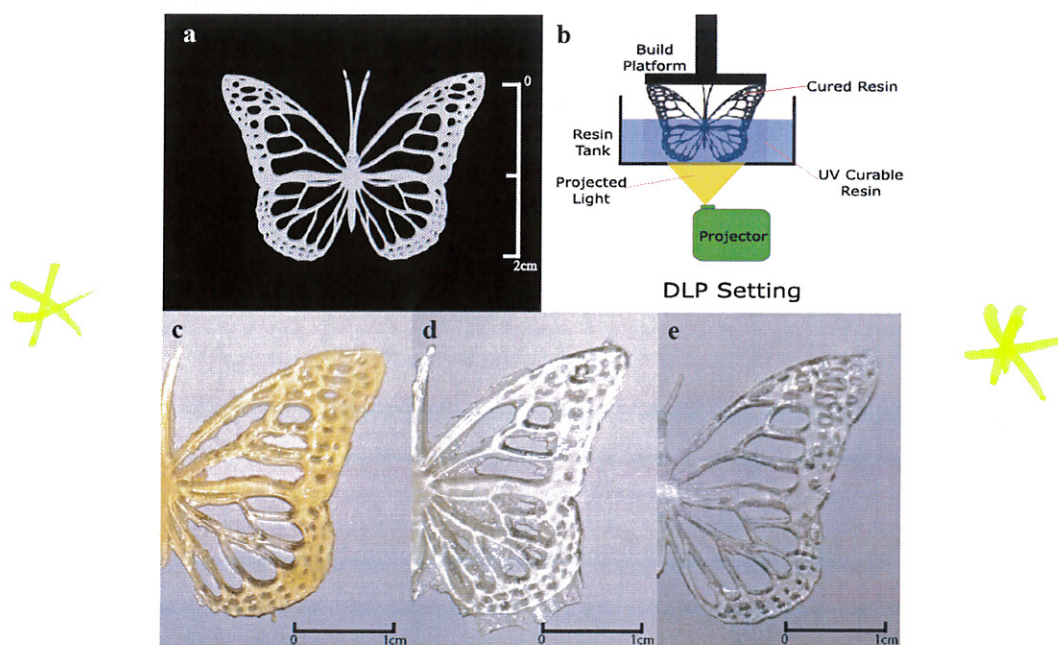 a
0
2cm
b
Build
Platform
Cured Resin
Resin
Tank
Projected
Light
UV Curable
Resin
Projector
DLP Setting
c
0 1cm
d
0 1cm
e
0 1cm